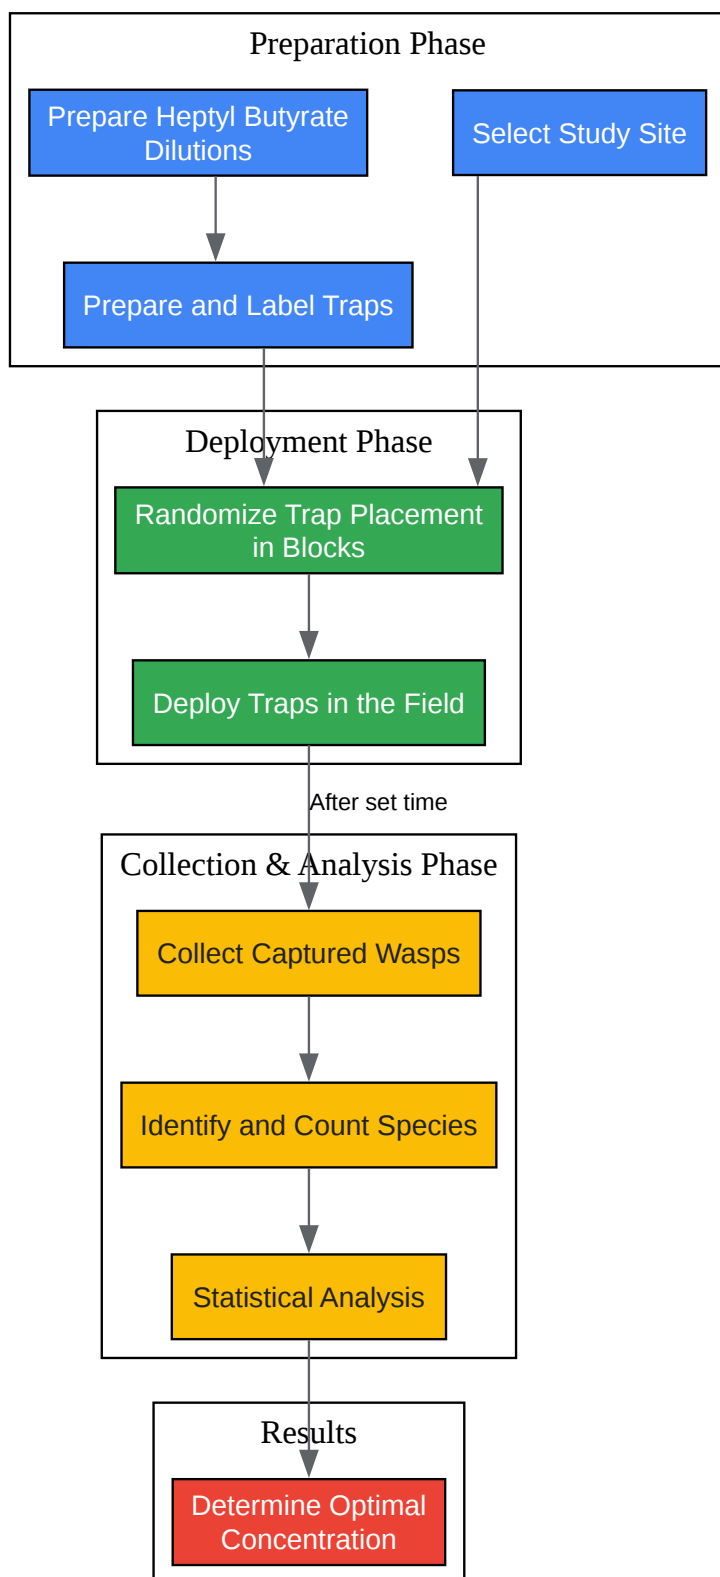 Preparation Phase
Prepare Heptyl Butyrate
Dilutions
Select Study Site
Prepare and Label Traps
Deployment Phase
Randomize Trap Placement
in Blocks
Deploy Traps in the Field
After set time
Collection & Analysis Phase
Collect Captured Wasps
Identify and Count Species
Statistical Analysis
Results
Determine Optimal
Concentration